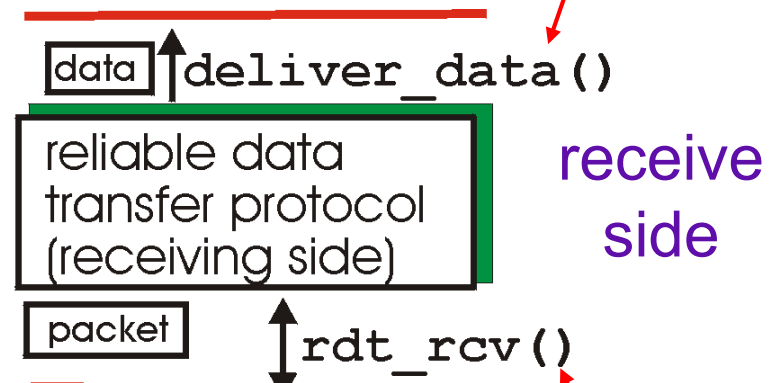 data deliver_data()
reliable data
transfer protocol
(receiving side)
receive
side
packet rdt_rcv()